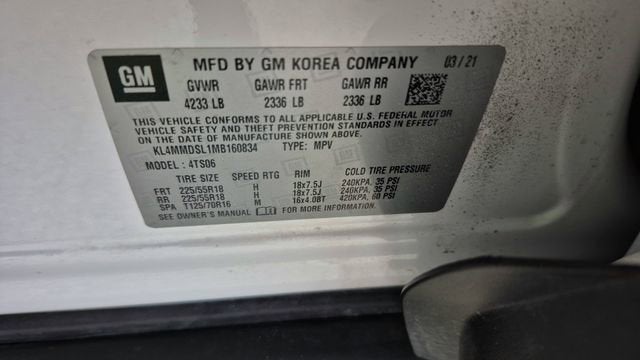 GM
MFD BY GM KOREA COMPANY 03/21
GVWR GAWR FRT GAWR RR
4233 LB 2336 LB 2336 LB
THIS VEHICLE CONFORMS TO ALL APPLICABLE U.S. FEDERAL MOTOR
VEHICLE SAFETY, BUMPER, AND THEFT PREVENTION STANDARDS IN EFFECT
ON THE DATE OF MANUFACTURE SHOWN ABOVE.
KL4MMDSL1MB160834 TYPE: MPV
MODEL: 4TS06
SPEED RTG RIM COLD TIRE PRESSURE
FRT 225/55R18 H 18x7.5J 240KPA, 35 PSI
RR 225/55R18 H 18x7.5J 240KPA, 35 PSI
SPA T125/70R16 M 16x4.0BT 420KPA, 60 PSI
SEE OWNER'S MANUAL FOR MORE INFORMATION.